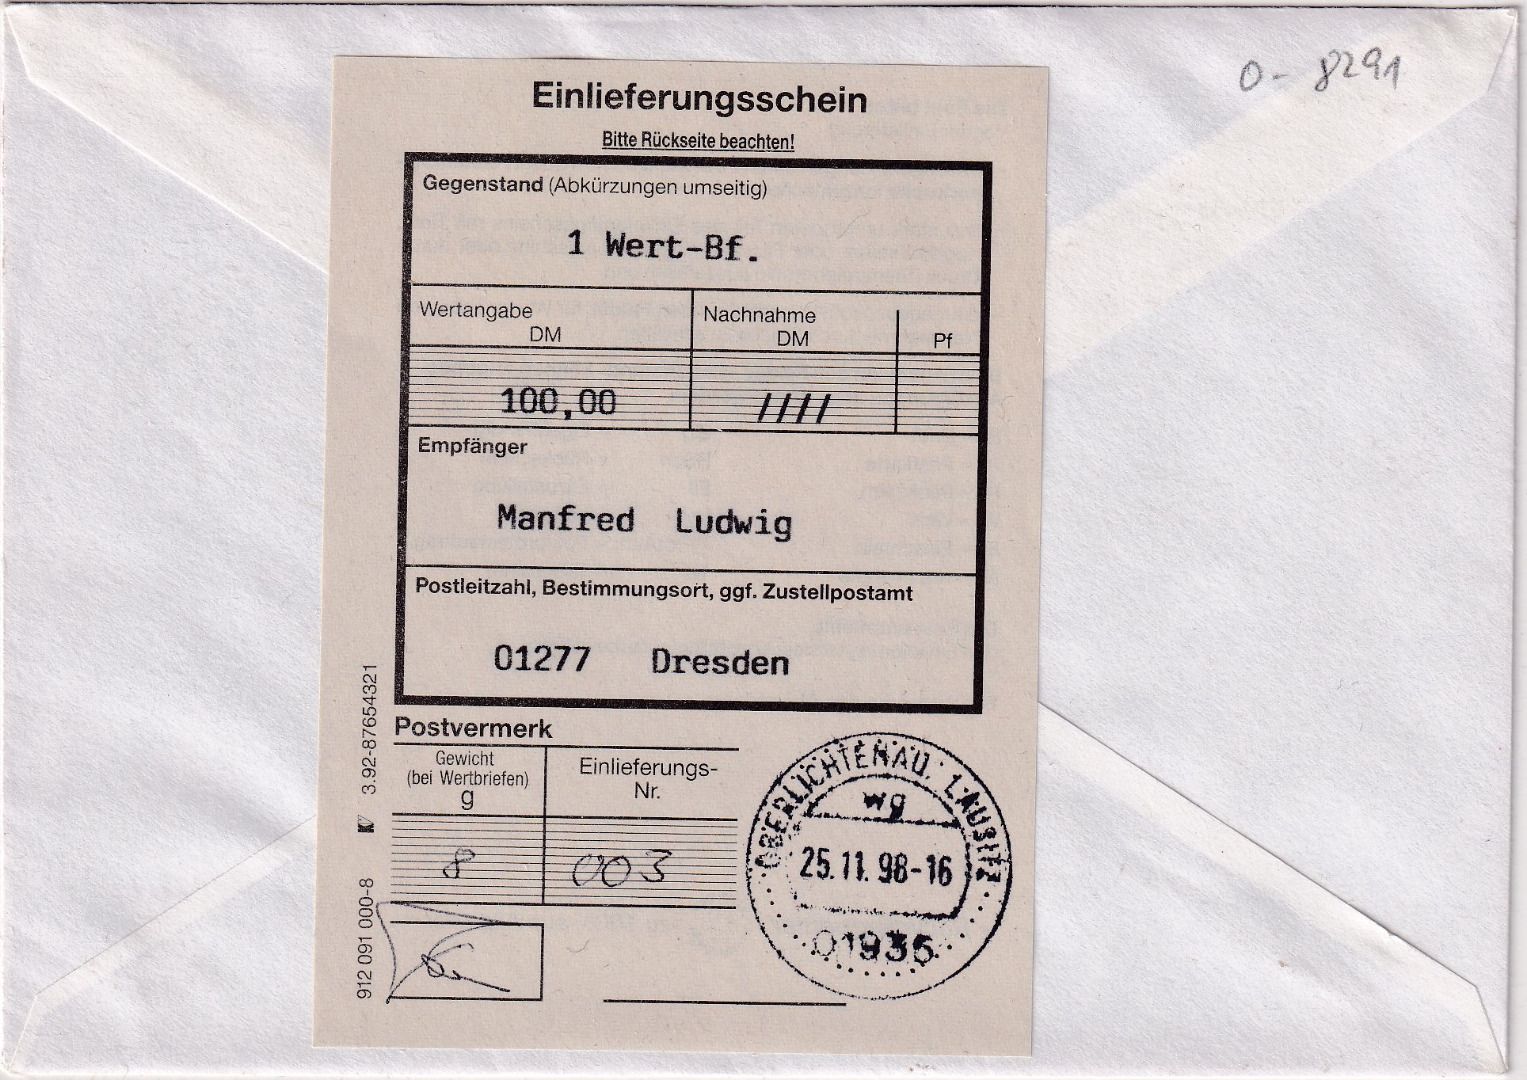 O - 8291
Einlieferungsschein
Bitte Rückseite beachten!
Gegenstand (Abkürzungen umseitig)
1 Wert-Bf.
Wertangabe
DM
Nachnahme
DM
Pf
100,00
////
Empfänger
Manfred Ludwig
Postleitzahl, Bestimmungsort, ggf. Zustellpostamt
01277 Dresden
Postvermerk
Gewicht
(bei Wertbriefen)
g
Einlieferungs-
Nr.
8
003
OBERLICHTENAU, LAUSITZ
wg
25.11.98-16
01936
912 091 000-8
3.92-87654321